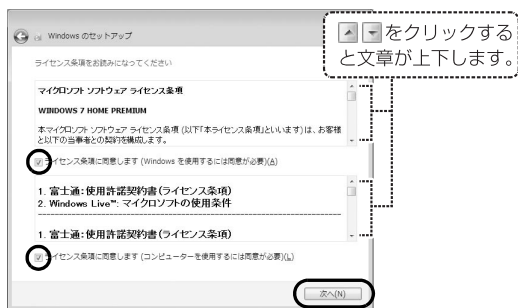 Windows のセットアップ
▲ ▼ をクリックする
と文章が上下します。
ライセンス条項をお読みになってください
マイクロソフト ソフトウェア ライセンス条項
WINDOWS 7 HOME PREMIUM
本マイクロソフト ソフトウェア ライセンス条項 (以下「本ライセンス条項」といいます) は、お客様
と以下の当事者との契約を構成します。
ライセンス条項に同意します (Windows を使用するには同意が必要)(A)
1. 富士通: 使用許諾契約書 (ライセンス条項)
2. Windows Live™: マイクロソフトの使用条件
1. 富士通: 使用許諾契約書 (ライセンス条項)
ライセンス条項に同意します (コンピューターを使用するには同意が必要)(L)
次へ(N)